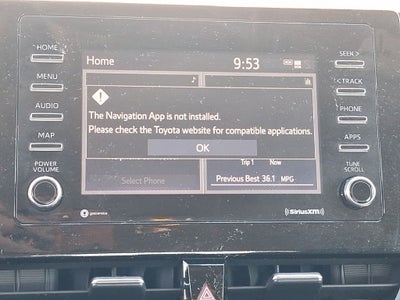 HOME
MENU
AUDIO
MAP
POWER
VOLUME
Home
9:53
The Navigation App is not installed.
Please check the Toyota website for compatible applications.
OK
Trip 1 Now
Select Phone
Previous Best 36.1 MPG
SEEK >
< TRACK
PHONE
APPS
TUNE
SCROLL
gracenote
SiriusXM